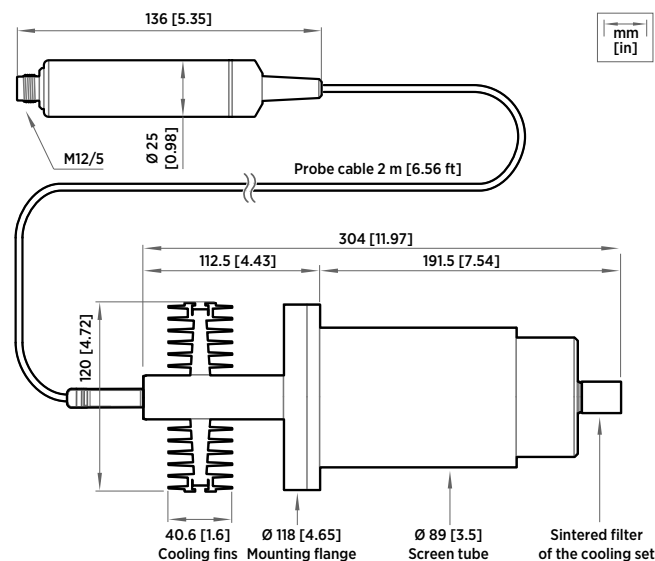 136 [5.35]
mm
[in]
Ø 25
[0.98]
M12/5
Probe cable 2 m [6.56 ft]
304 [11.97]
112.5 [4.43]
191.5 [7.54]
120 [4.72]
40.6 [1.6]
Cooling fins
Ø 118 [4.65]
Mounting flange
Ø 89 [3.5]
Screen tube
Sintered filter
of the cooling set